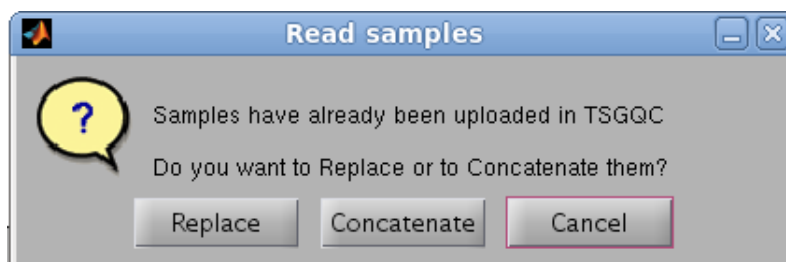 Read samples
?
Samples have already been uploaded in TSGQC
Do you want to Replace or to Concatenate them?
Replace Concatenate Cancel